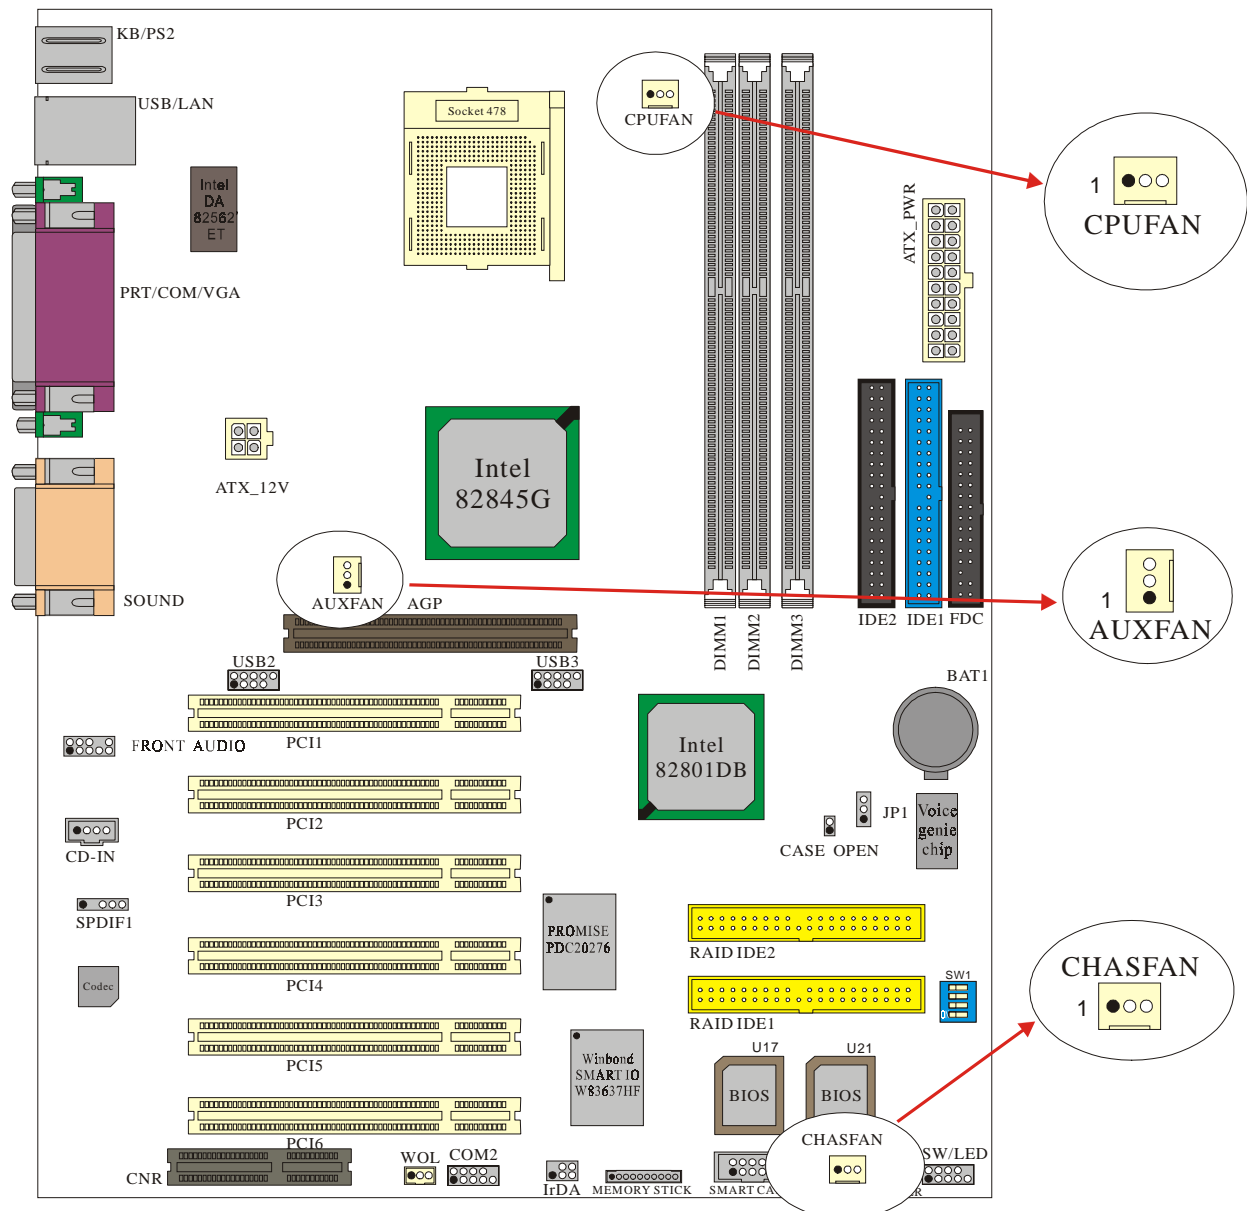 KB/PS2
USB/LAN
Socket 478
CPUFAN
1
CPUFAN
Intel
DA
82562
ET
ATX_PWR
PRT/COM/VGA
ATX_12V
Intel
82845G
SOUND
AUXFAN
AGP
DIMM1
DIMM2
DIMM3
IDE2
IDE1
FDC
1
AUXFAN
USB2
USB3
BAT1
PCI1
FRONT AUDIO
Intel
82801DB
PCI2
JP1
CASE OPEN
Voice
genie
chip
CD-IN
PCI3
SPDIF1
PROMISE
PDC20276
RAID IDE2
CHASFAN
1
Codec
PCI4
SW1
RAID IDE1
PCI5
Winbond
SMART IO
W83637HF
U17
U21
BIOS
BIOS
PCI6
CHASFAN
CNR
WOL
COM2
IrDA
MEMORY STICK
SMART CA
R
SW/LED